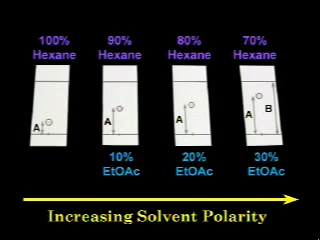 100% 90% 80% 70%
Hexane Hexane Hexane Hexane
A A A A B
10% 20% 30%
EtOAc EtOAc EtOAc
Increasing Solvent Polarity